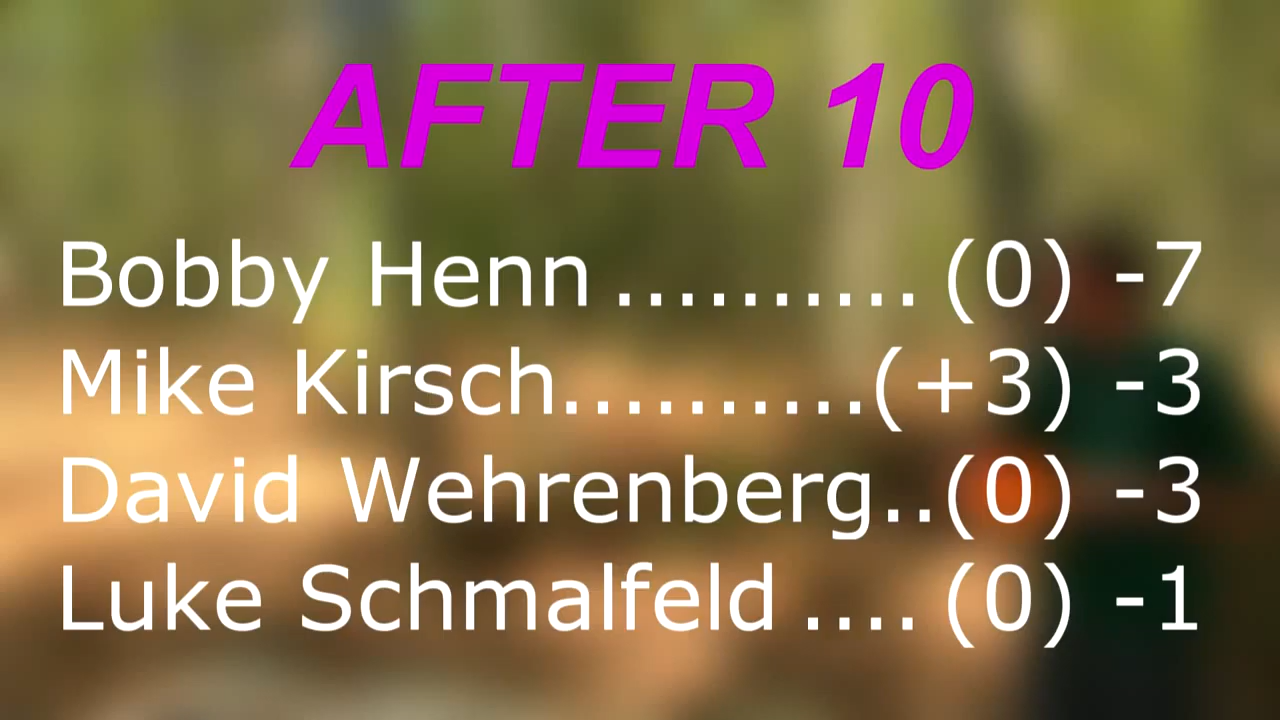 AFTER 10
Bobby Henn .......... (0) -7
Mike Kirsch..........(+3) -3
David Wehrenberg..(0) -3
Luke Schmalfeld .... (0) -1